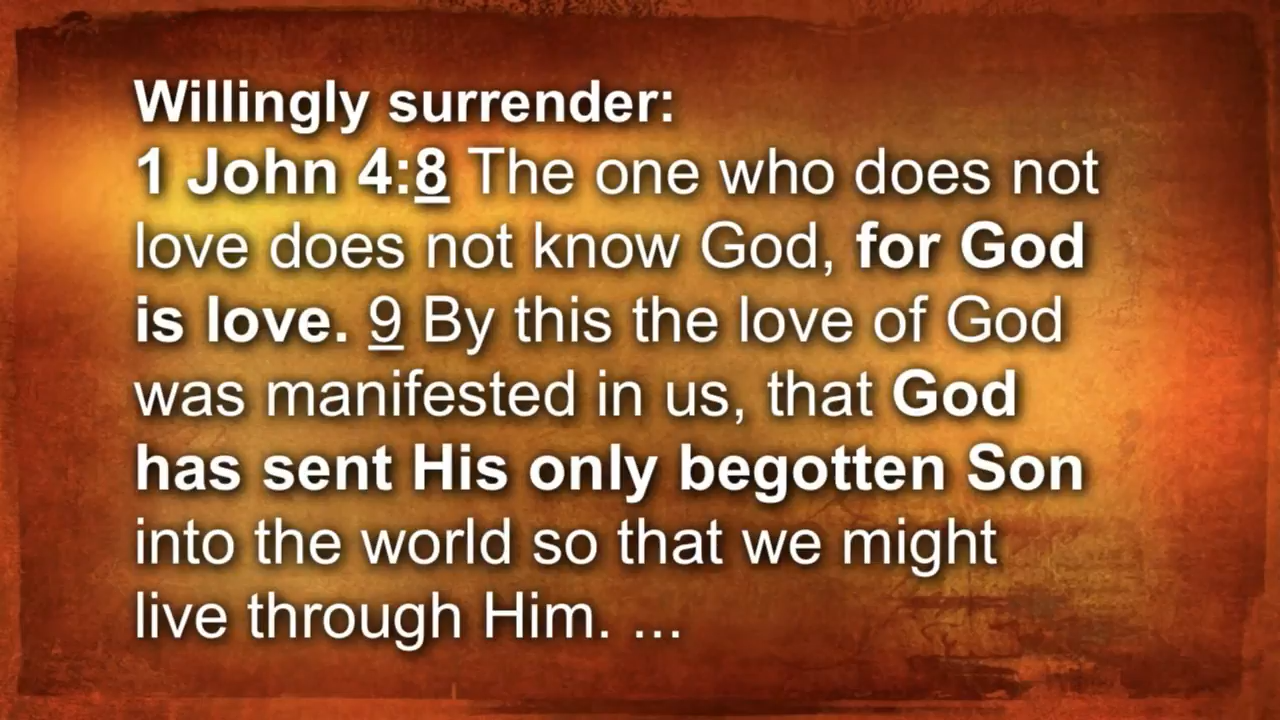 Willingly surrender:
1 John 4:8 The one who does not
love does not know God, for God
is love. 9 By this the love of God
was manifested in us, that God
has sent His only begotten Son
into the world so that we might
live through Him. ...